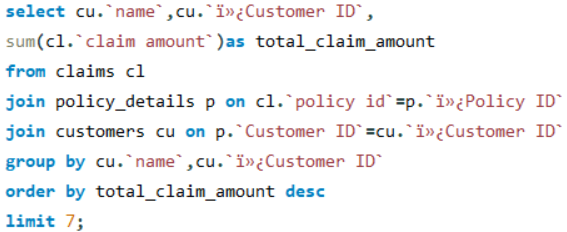 select cu.`name`,cu.`ï»¿Customer ID`,
sum(cl.`claim amount`)as total_claim_amount
from claims cl
join policy_details p on cl.`policy id`=p.`ï»¿Policy ID`
join customers cu on p.`Customer ID`=cu.`ï»¿Customer ID`
group by cu.`name`,cu.`ï»¿Customer ID`
order by total_claim_amount desc
limit 7;